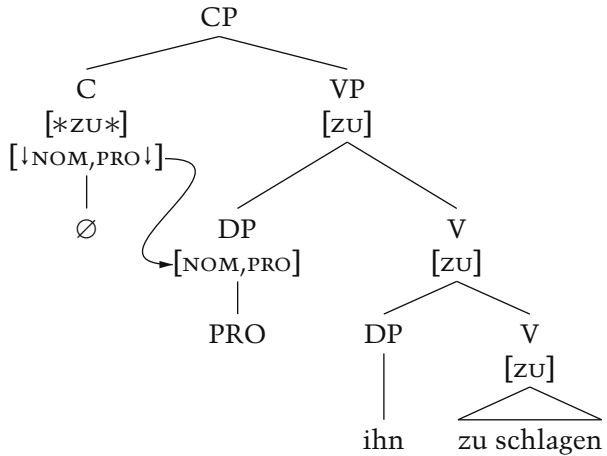 CP
C VP
[*ZU*] [ZU]
[↓NOM,PRO↓]
∅ DP V
[NOM,PRO] [ZU]
PRO DP V
[ZU]
ihn zu schlagen